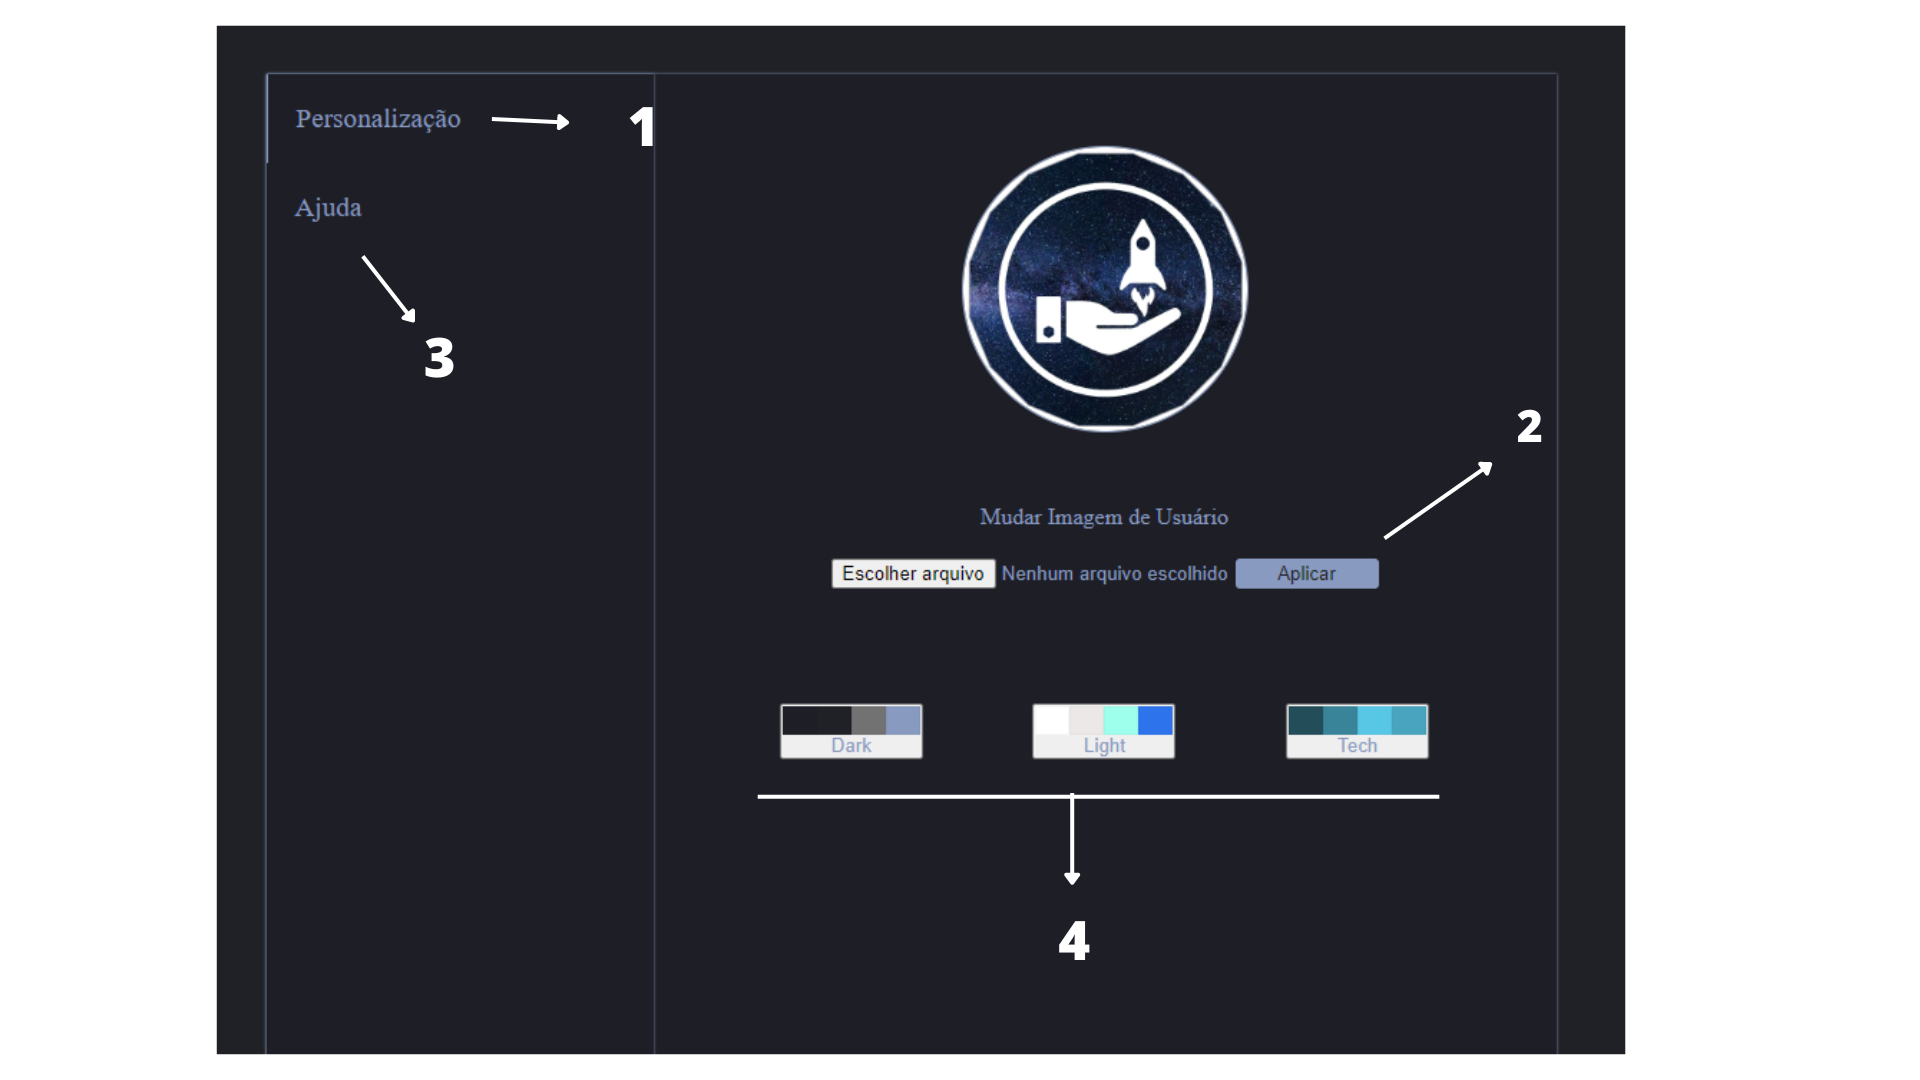 Personalização
1
Ajuda
3
2
Mudar Imagem de Usuário
Escolher arquivo Nenhum arquivo escolhido Aplicar
Dark Light Tech
4